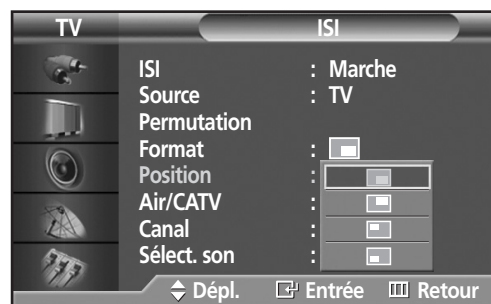 TV ISI
ISI : Marche
Source : TV
Permutation
Format :
Position :
Air/CATV :
Canal :
Sélect. son :
Dépl. Entrée Retour